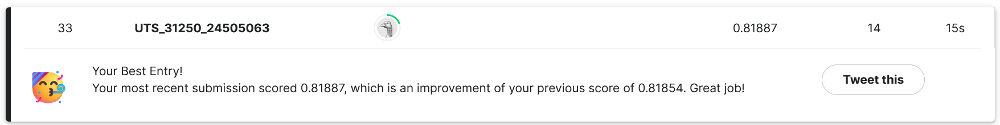 33 UTS_31250_24505063 0.81887 14 15s
Your Best Entry!
Your most recent submission scored 0.81887, which is an improvement of your previous score of 0.81854. Great job!
Tweet this